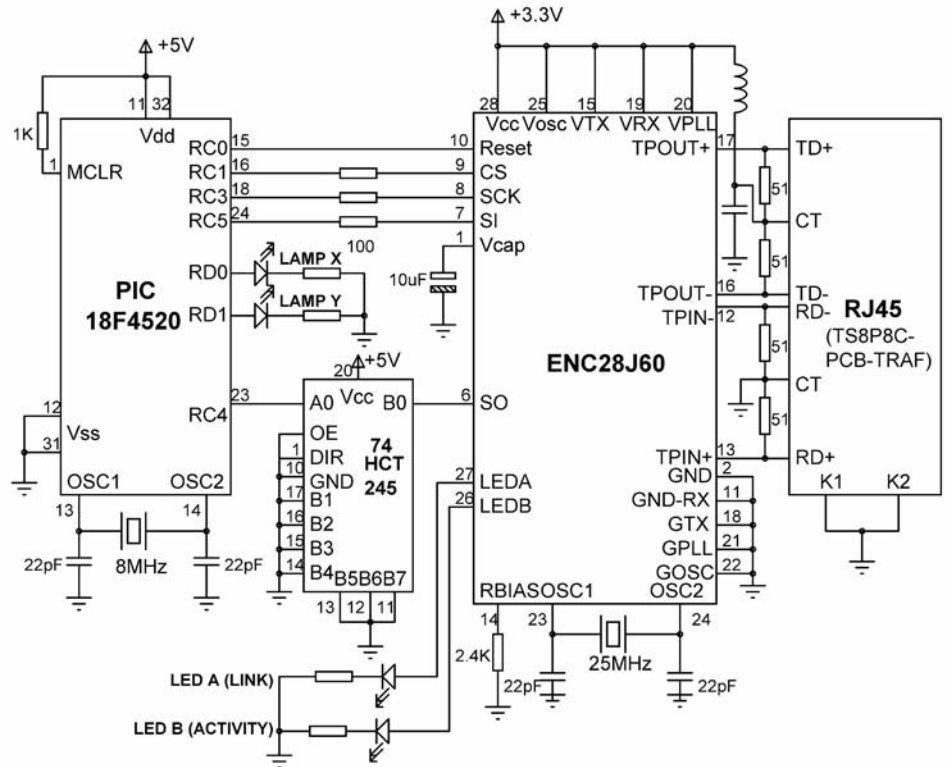 +3.3V
+5V
11 32
Vdd
1K
1
MCLR
RC0
15
RC1
16
RC3
18
RC5
24
100
RD0
LAMP X
RD1
LAMP Y
PIC
18F4520
RC4
23
12
Vss
31
OSC1
OSC2
13
14
8MHz
22pF
22pF
+5V
20
Vcc
A0
B0
OE
1
DIR
10
GND
17
B1
16
B2
15
B3
14
B4
74
HCT
245
B5B6B7
13
12
11
28
25
15
19
20
Vcc
Vosc
VTX
VRX
VPLL
10
Reset
9
CS
8
SCK
7
SI
1
Vcap
10uF
ENC28J60
6
SO
27
LEDA
26
LEDB
TPOUT+
17
TPOUT-
16
TPIN-
12
TPIN+
13
GND
2
GND-RX
11
GTX
18
GPLL
21
GOSC
22
RBIASOSC1
OSC2
14
23
24
2.4K
25MHz
22pF
22pF
TD+
51
CT
51
TD-
RD-
51
CT
51
RD+
RJ45
(TS8P8C-
PCB-TRAF)
K1
K2
LED A (LINK)
LED B (ACTIVITY)